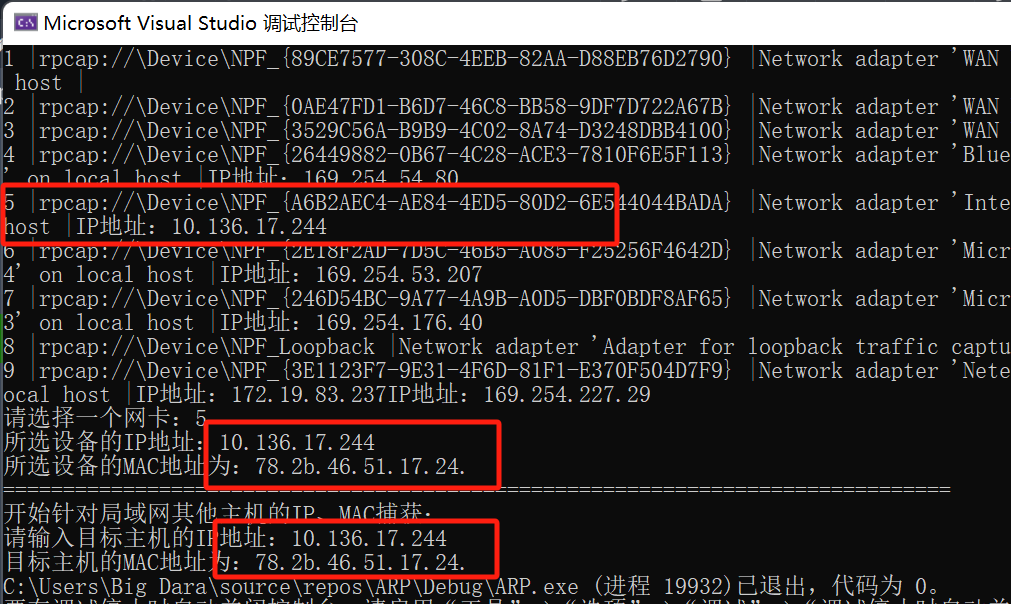 Microsoft Visual Studio 调试控制台
1 |rpcap://\Device\NPF_{89CE7577-308C-4EEB-82AA-D88EB76D2790} |Network adapter 'WAN
host |
2 |rpcap://\Device\NPF_{0AE47FD1-B6D7-46C8-BB58-9DF7D722A67B} |Network adapter 'WAN
3 |rpcap://\Device\NPF_{3529C56A-B9B9-4C02-8A74-D3248DBB4100} |Network adapter 'WAN
4 |rpcap://\Device\NPF_{26449882-0B67-4C28-ACE3-7810F6E5F113} |Network adapter 'Blue
' on local host |IP地址: 169.254.54.80
5 |rpcap://\Device\NPF_{A6B2AEC4-AE84-4ED5-80D2-6E544044BADA} |Network adapter 'Inte
host |IP地址: 10.136.17.244
6 |rpcap://\Device\NPF_{2E18F2AD-7D5C-46B5-A085-F25256F4642D} |Network adapter 'Micr
4' on local host |IP地址: 169.254.53.207
7 |rpcap://\Device\NPF_{246D54BC-9A77-4A9B-A0D5-DBF0BDF8AF65} |Network adapter 'Micr
3' on local host |IP地址: 169.254.176.40
8 |rpcap://\Device\NPF_Loopback |Network adapter 'Adapter for loopback traffic captu
9 |rpcap://\Device\NPF_{3E1123F7-9E31-4F6D-81F1-E370F504D7F9} |Network adapter 'Nete
ocal host |IP地址: 172.19.83.237IP地址: 169.254.227.29
请选择一个网卡: 5
所选设备的IP地址: 10.136.17.244
所选设备的MAC地址为: 78.2b.46.51.17.24.
===============================================================================
开始针对局域网其他主机的IP、MAC捕获:
请输入目标主机的IP地址: 10.136.17.244
目标主机的MAC地址为: 78.2b.46.51.17.24.
C:\Users\Big Dara\source\repos\ARP\Debug\ARP.exe (进程 19932)已退出，代码为 0。